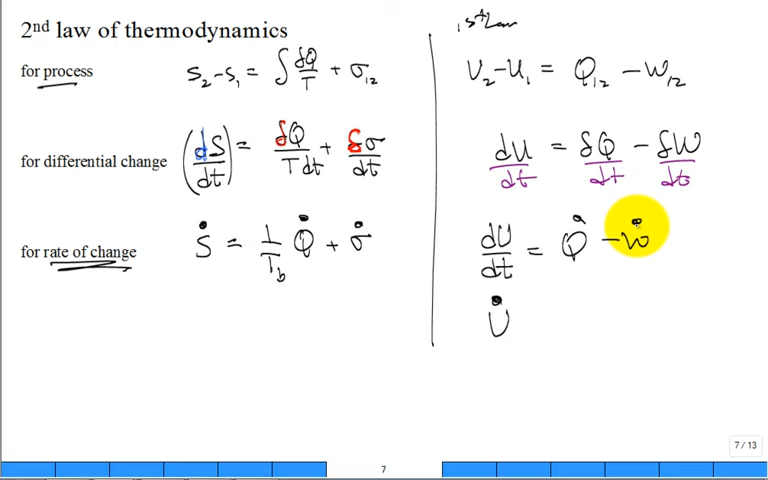 2nd law of thermodynamics
for process
S₂-S₁ = ∫ δQ/T + σ₁₂
for differential change
(dS/dt) = δQ/T dt + δσ/dt
for rate of change
Ṡ = 1/T_b Q̇ + σ̇
1st Law
U₂-U₁ = Q₁₂ - W₁₂
dU/dt = δQ/dt - δW/dt
dU/dt = Q̇ - Ẇ
U̇
7 / 13
7